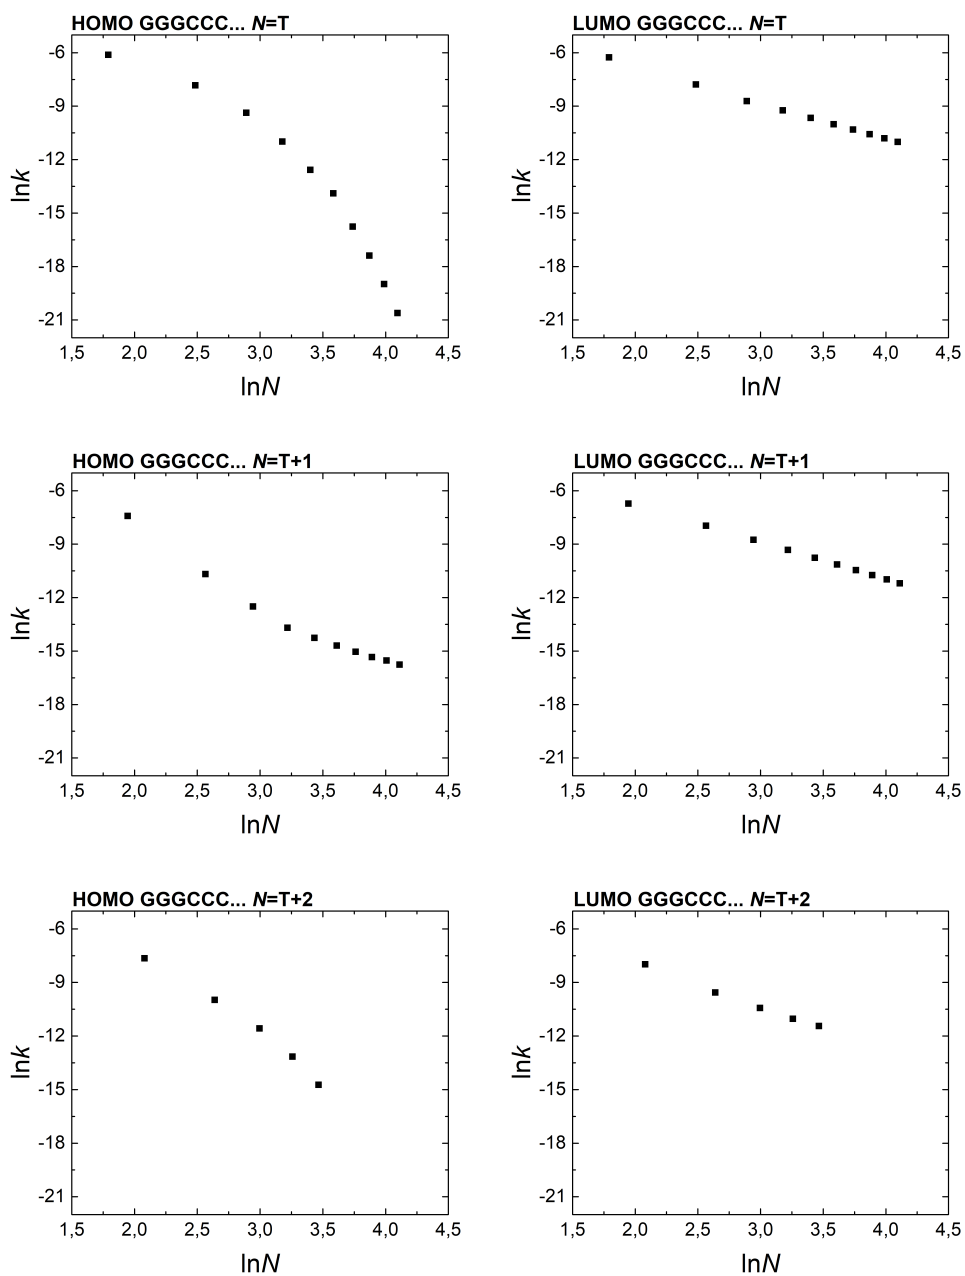 HOMO GGGCCC... N=T
-6
-9
-12
-15
-18
-21
lnk
1,5 2,0 2,5 3,0 3,5 4,0 4,5
lnN
LUMO GGGCCC... N=T
-6
-9
-12
-15
-18
-21
lnk
1,5 2,0 2,5 3,0 3,5 4,0 4,5
lnN
HOMO GGGCCC... N=T+1
-6
-9
-12
-15
-18
-21
lnk
1,5 2,0 2,5 3,0 3,5 4,0 4,5
lnN
LUMO GGGCCC... N=T+1
-6
-9
-12
-15
-18
-21
lnk
1,5 2,0 2,5 3,0 3,5 4,0 4,5
lnN
HOMO GGGCCC... N=T+2
-6
-9
-12
-15
-18
-21
lnk
1,5 2,0 2,5 3,0 3,5 4,0 4,5
lnN
LUMO GGGCCC... N=T+2
-6
-9
-12
-15
-18
-21
lnk
1,5 2,0 2,5 3,0 3,5 4,0 4,5
lnN